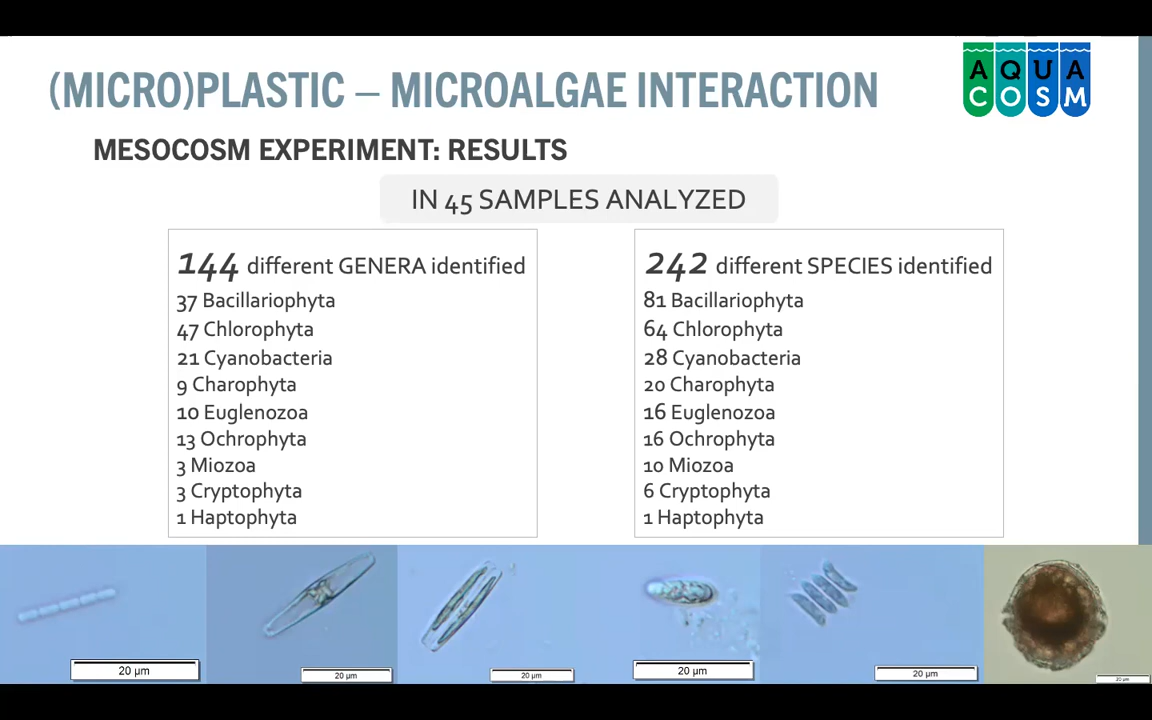 (MICRO)PLASTIC – MICROALGAE INTERACTION
AQUA
COSM
MESOCOSM EXPERIMENT: RESULTS
IN 45 SAMPLES ANALYZED
144 different GENERA identified
37 Bacillariophyta
47 Chlorophyta
21 Cyanobacteria
9 Charophyta
10 Euglenozoa
13 Ochrophyta
3 Miozoa
3 Cryptophyta
1 Haptophyta
242 different SPECIES identified
81 Bacillariophyta
64 Chlorophyta
28 Cyanobacteria
20 Charophyta
16 Euglenozoa
16 Ochrophyta
10 Miozoa
6 Cryptophyta
1 Haptophyta
20 µm
20 µm
20 µm
20 µm
20 µm
20 µm